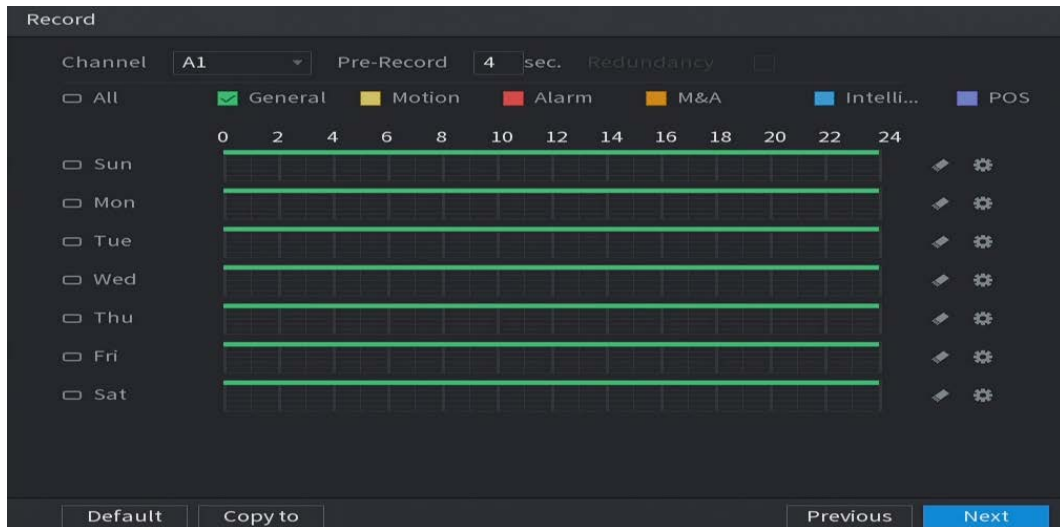 Record
Channel A1 Pre-Record 4 sec. Redundancy
All General Motion Alarm M&A Intelli... POS
0 2 4 6 8 10 12 14 16 18 20 22 24
Sun
Mon
Tue
Wed
Thu
Fri
Sat
Default Copy to Previous Next